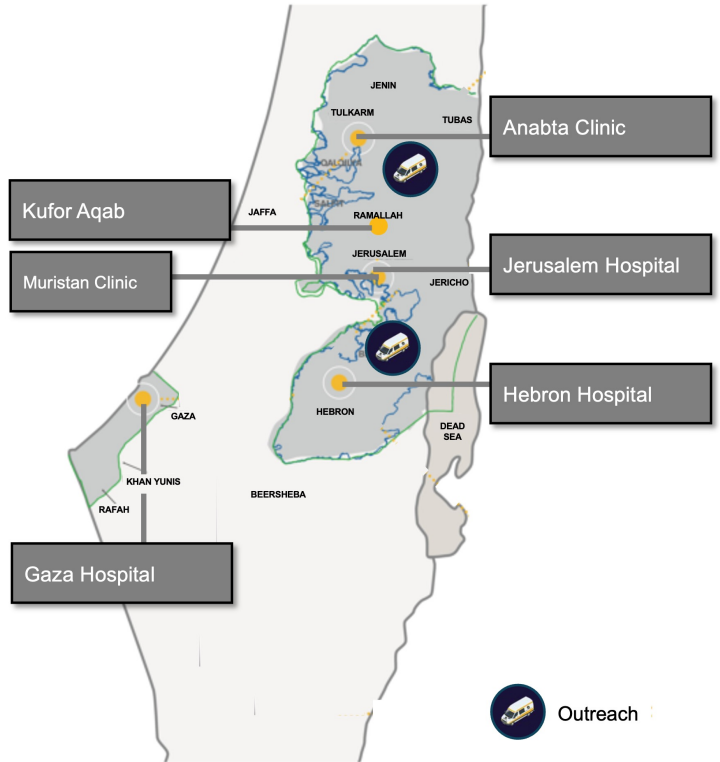 JENIN
TULKARM
TUBAS
Anabta Clinic
Kufor Aqab
JAFFA
RAMALLAH
JERUSALEM
Jerusalem Hospital
Muristan Clinic
JERICHO
Hebron Hospital
HEBRON
GAZA
DEAD
SEA
KHAN YUNIS
BEERSHEBA
RAFAH
Gaza Hospital
Outreach